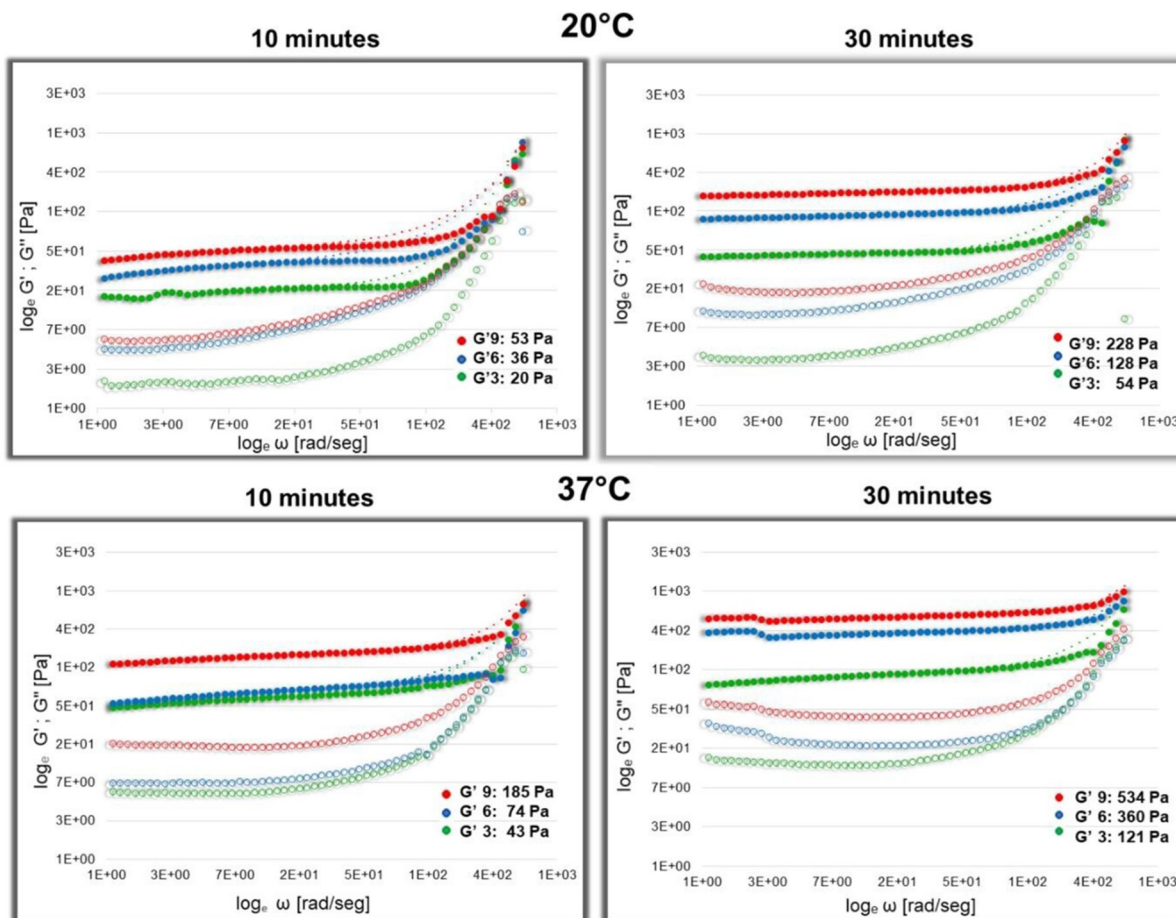 20°C
10 minutes
30 minutes
log_e G' ; G'' [Pa]
3E+03
1E+03
4E+02
1E+02
5E+01
2E+01
7E+00
3E+00
1E+00
G'9: 53 Pa
G'6: 36 Pa
G'3: 20 Pa
1E+00 3E+00 7E+00 2E+01 5E+01 1E+02 4E+02 1E+03
log_e ω [rad/seg]
log_e G' ; G'' [Pa]
3E+03
1E+03
4E+02
1E+02
5E+01
2E+01
7E+00
3E+00
1E+00
G'9: 228 Pa
G'6: 128 Pa
G'3: 54 Pa
1E+00 3E+00 7E+00 2E+01 5E+01 1E+02 4E+02 1E+03
log_e ω [rad/seg]
37°C
10 minutes
30 minutes
log_e G' ; G'' [Pa]
3E+03
1E+03
4E+02
1E+02
5E+01
2E+01
7E+00
3E+00
1E+00
G' 9: 185 Pa
G' 6: 74 Pa
G' 3: 43 Pa
1E+00 3E+00 7E+00 2E+01 5E+01 1E+02 4E+02 1E+03
log_e ω [rad/seg]
log_e G' ; G'' [Pa]
3E+03
1E+03
4E+02
1E+02
5E+01
2E+01
7E+00
3E+00
1E+00
G' 9: 534 Pa
G' 6: 360 Pa
G' 3: 121 Pa
1E+00 3E+00 7E+00 2E+01 5E+01 1E+02 4E+02 1E+03
log_e ω [rad/seg]